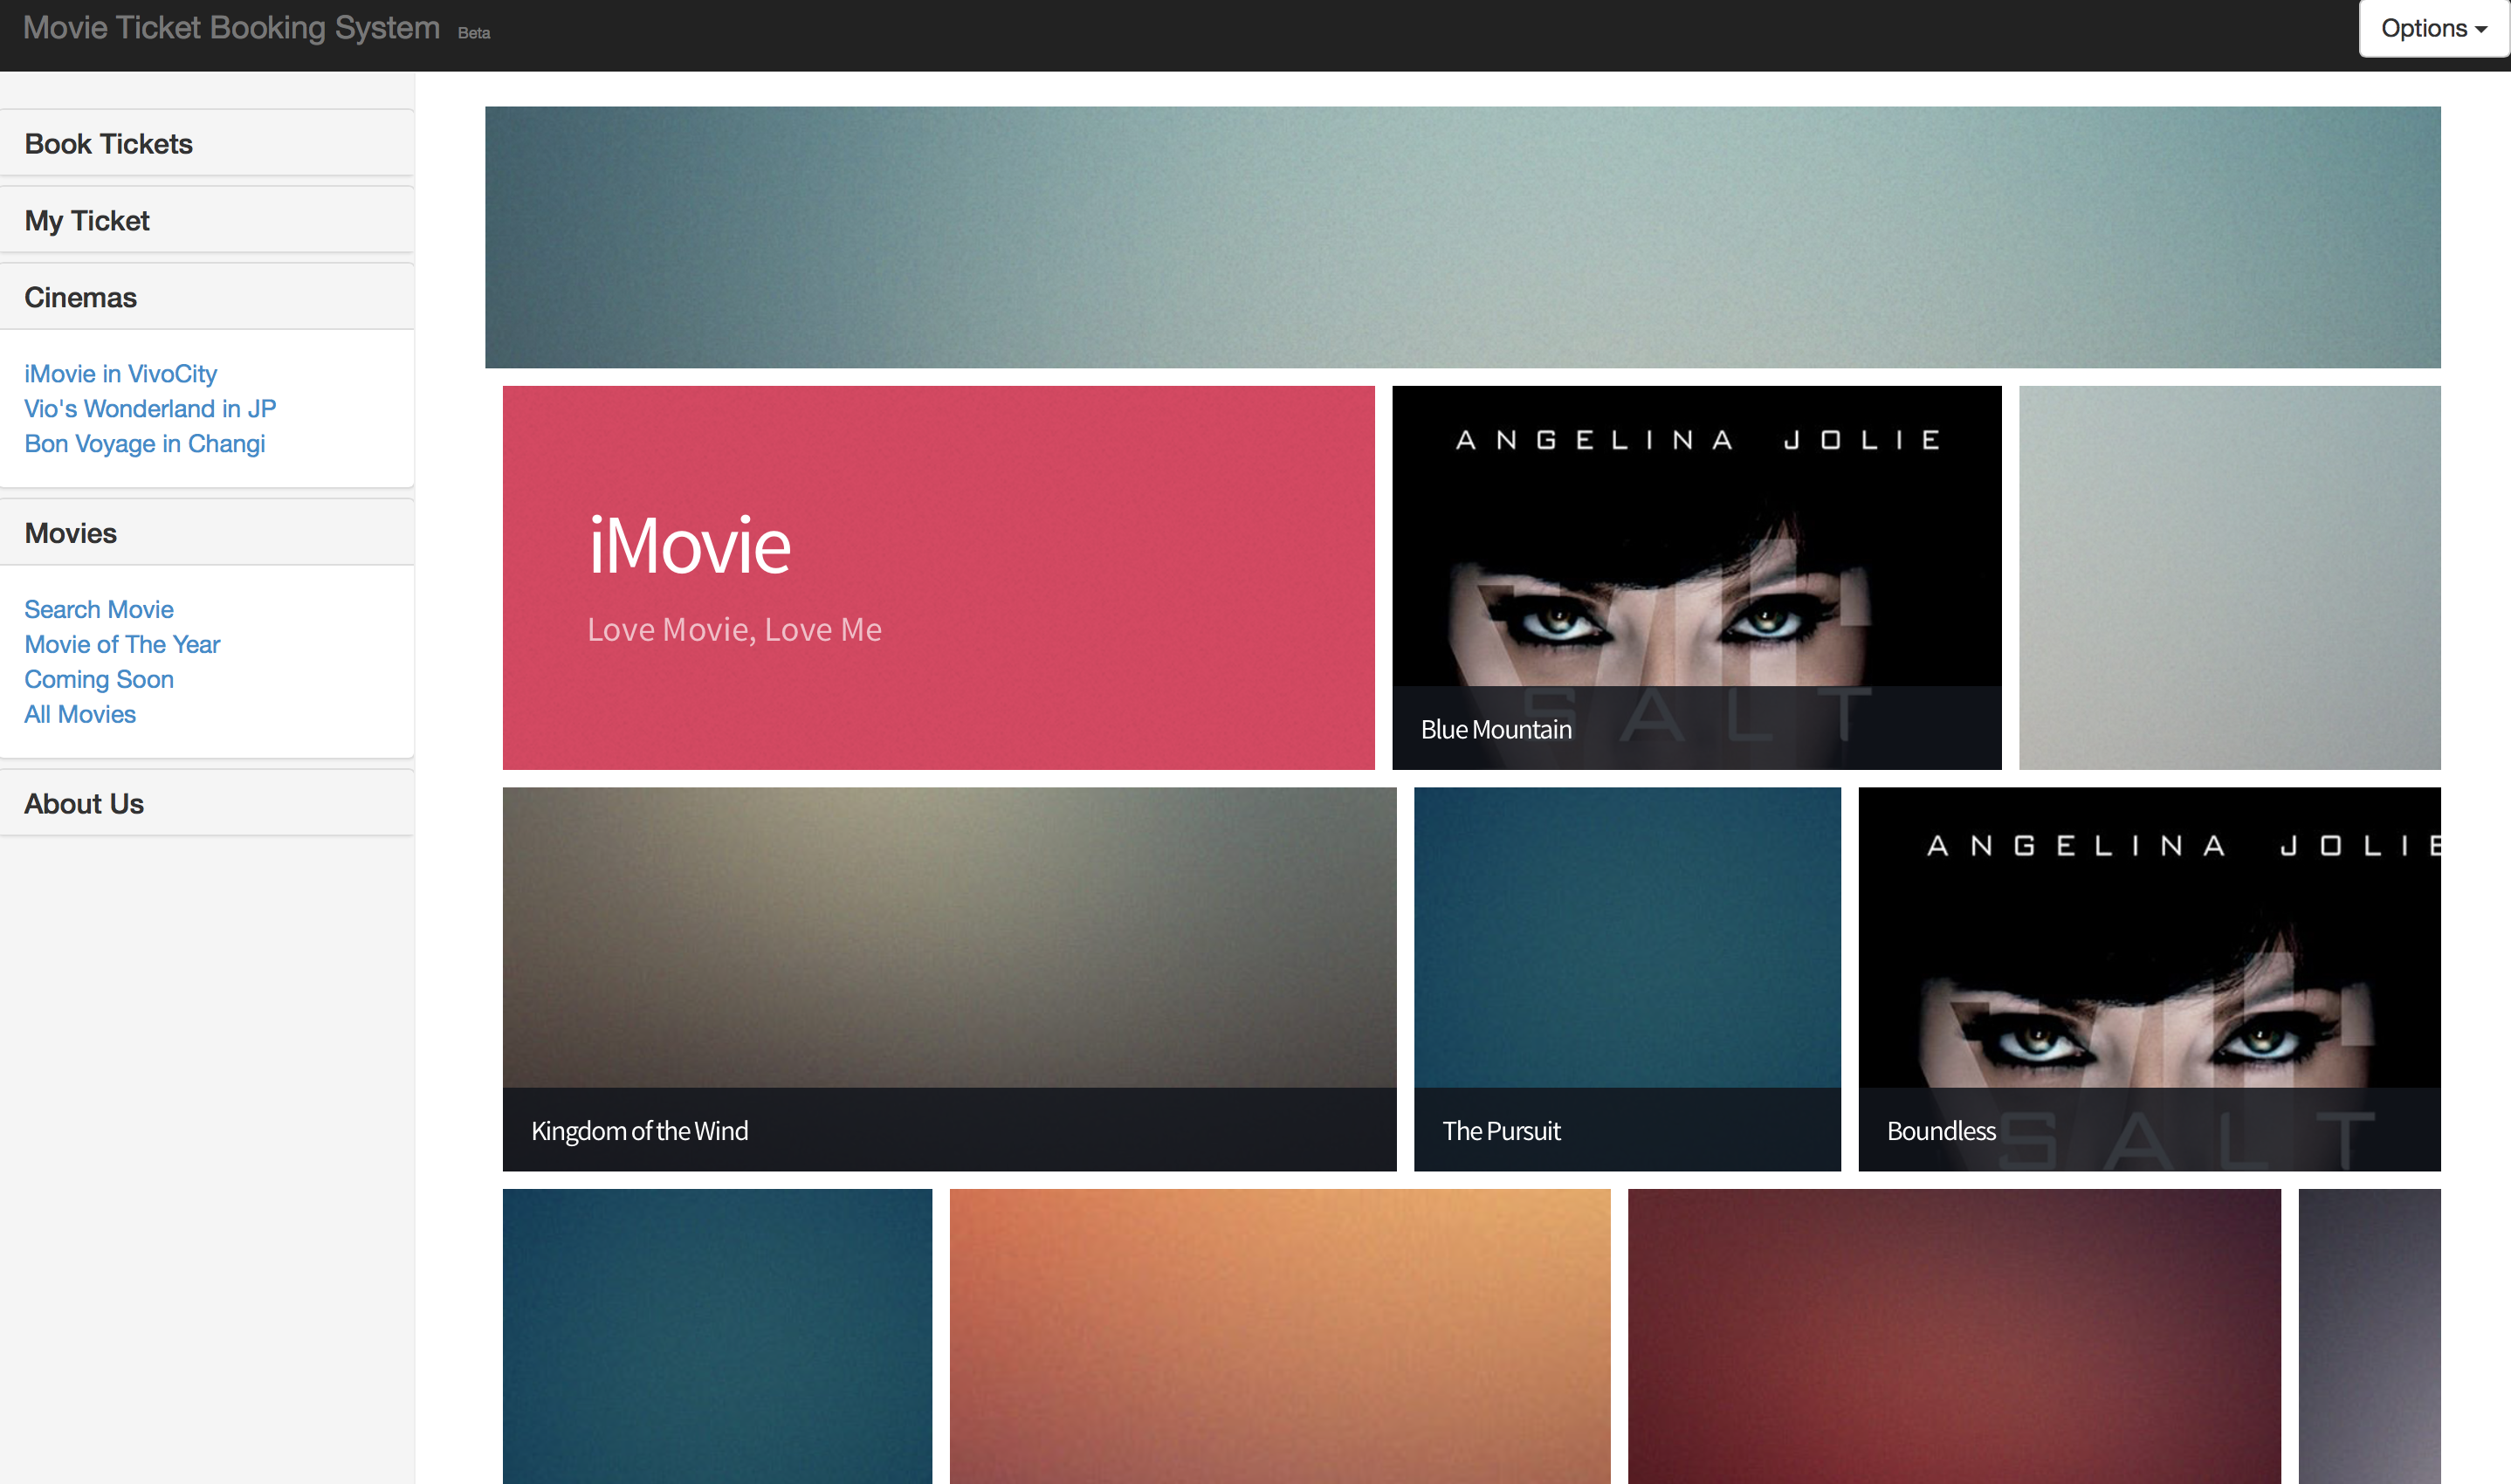 Movie Ticket Booking System Beta
Options
Book Tickets
My Ticket
Cinemas
iMovie in VivoCity
Vio's Wonderland in JP
Bon Voyage in Changi
Movies
Search Movie
Movie of The Year
Coming Soon
All Movies
About Us
iMovie
Love Movie, Love Me
ANGELINA JOLIE
SALT
Blue Mountain
Kingdom of the Wind
The Pursuit
ANGELINA JOLIE
SALT
Boundless